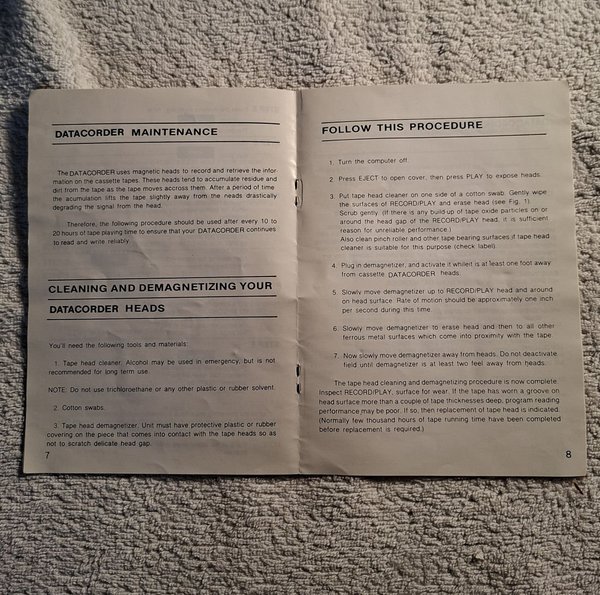 DATACORDER MAINTENANCE
The DATACORDER uses magnetic heads to record and retrieve the infor
mation on the cassette tapes. These heads tend to accumulate residue and
dirt from the tape as the tape moves accross them. After a period of time
the acumulation lifts the tape slightly away from the neads drastically
degrading the signal from the head.
Therefore, the following procedure should be used after every 10 to
20 hours of tape playing time to ensure that your DATACORDER continues
to read and write reliably.
CLEANING AND DEMAGNETIZING YOUR
DATACORDER HEADS
You'll need the following tools and materials:
1. Tape head cleaner. Alcohol may be used in emergency, but is not
recommended for long term use.
NOTE: Do not use trichloroethane or any other plastic or rubber solvent.
2. Cotton swabs.
3. Tape head demagnetizer. Unit must have protective plastic or rubber
covering on the piece that comes into contact with the tape heads so as
not to scratch delicate head gap.
7
FOLLOW THIS PROCEDURE
1. Turn the computer off.
2. Press EJECT to open cover, then press PLAY to expose heads.
3. Put tape head cleaner on one side of a cotton swab. Gently wipe
the surfaces of RECORD/PLAY and erase head (see Fig. 1).
Scrub gently. (If there is any build-up of tape oxide particles on or
around the head gap of the RECORD/PLAY head, it is sufficient
reason for unreliable performance.)
Also clean pinch roller and other tape bearing surfaces if tape head
cleaner is suitable for this purpose (check label).
4. Plug in demagnetizer, and activate it whileit is at least one foot away
from cassette DATACORDER heads.
5. Slowly move demagnetizer up to RECORD/PLAY head and around
on head surface. Rate of motion should be approximately one inch
per second during this time.
6. Slowly move demagnetizer to erase head and then to all other
ferrous metal surfaces which come into proximity with the tape.
7. Now slowly move demagnetizer away from heads. Do not deactivate
field until demagnetizer is at least two feel away from heads.
The tape head cleaning and demagnetizing procedure is now complete.
Inspect RECORD/PLAY, surface for wear. If the tape has worn a groove on
head surface more than a couple of tape thicknesses deep, program reading
performance may be poor. If so, then replacement of tape head is indicated.
(Normally few thousand hours of tape running time have been completed
before replacement is required.)
8